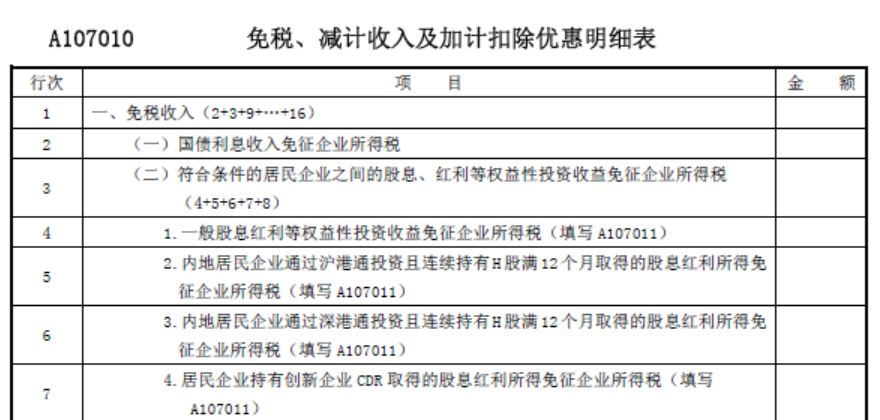 A107010 免税、减计收入及加计扣除优惠明细表
行次 项 目 金 额
1 一、免税收入（2+3+9+…+16）
2 （一）国债利息收入免征企业所得税
3 （二）符合条件的居民企业之间的股息、红利等权益性投资收益免征企业所得税
（4+5+6+7+8）
4 1.一般股息红利等权益性投资收益免征企业所得税（填写A107011）
5 2.内地居民企业通过沪港通投资且连续持有H股满12个月取得的股息红利所得免
征企业所得税（填写A107011）
6 3.内地居民企业通过深港通投资且连续持有H股满12个月取得的股息红利所得免
征企业所得税（填写A107011）
7 4.居民企业持有创新企业CDR取得的股息红利所得免征企业所得税（填写
A107011）